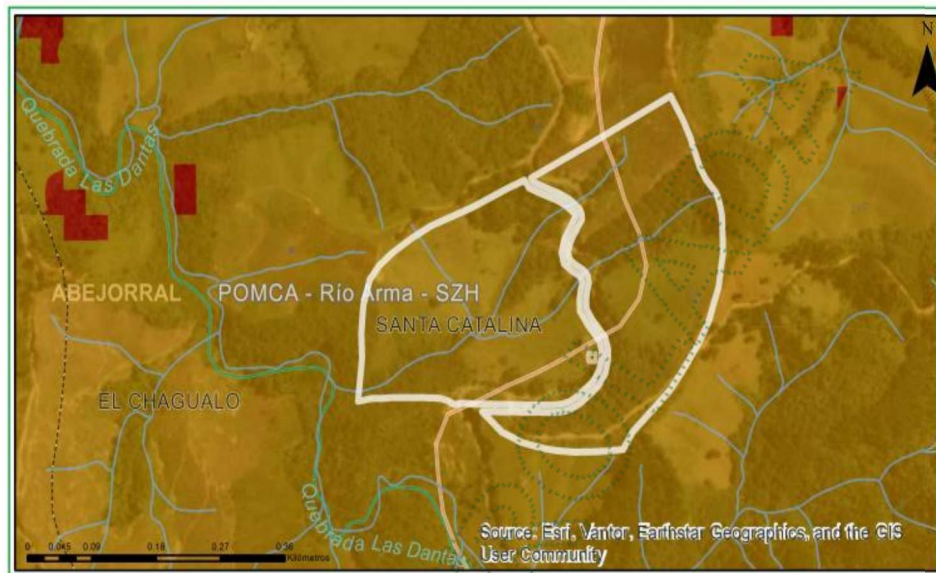 N
Quebrada Las Dantas
ABEJORRAL
POMCA - Río Arma - SZH
SANTA CATALINA
EL CHAGUALO
Quebrada Las Dantas
0 0,045 0,09 0,18 0,27 0,36
Kilómetros
Source: Esri, Vantor, Earthstar Geographics, and the GIS
User Community